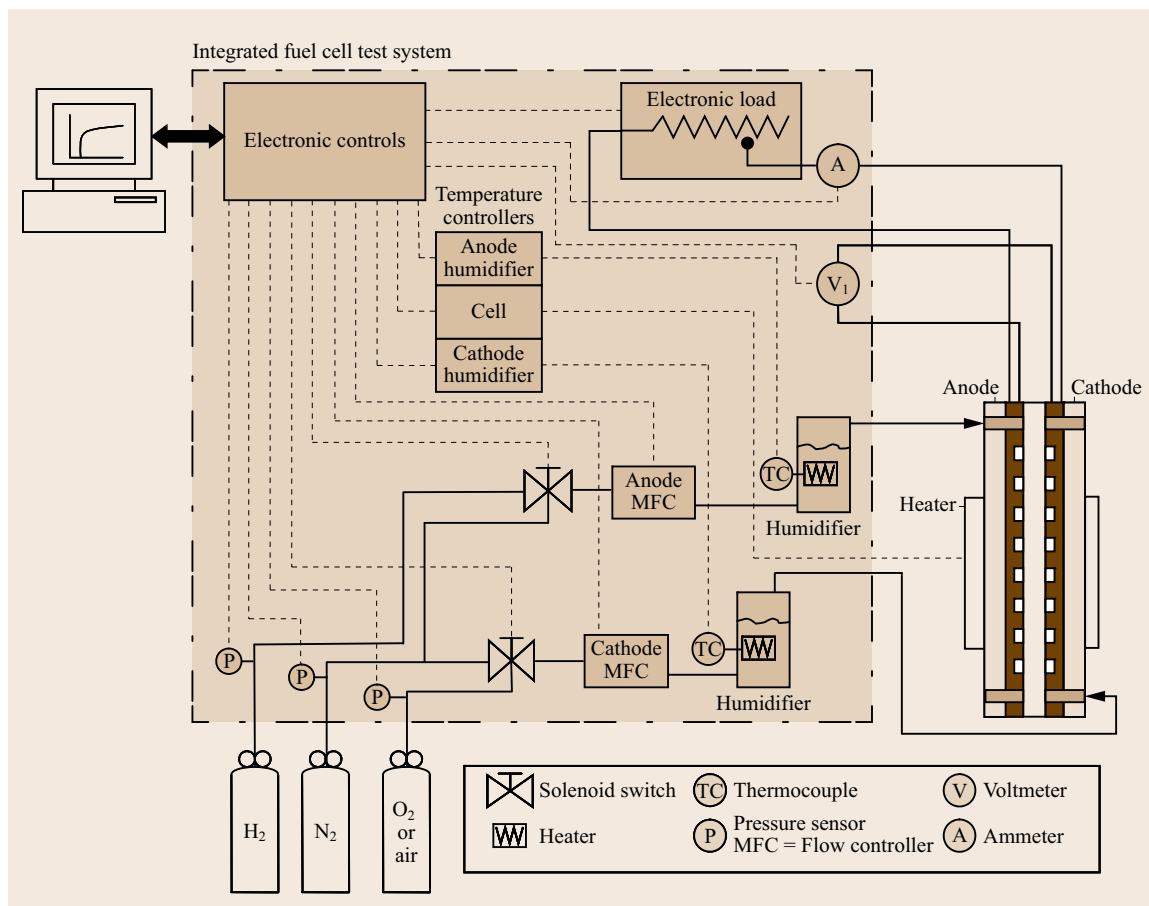 Integrated fuel cell test system
Electronic controls
Electronic load
A
Temperature
controllers
Anode
humidifier
Cell
Cathode
humidifier
V₁
Anode
Cathode
TC
Anode
MFC
Humidifier
Heater
P
P
P
Cathode
MFC
TC
Humidifier
H₂
N₂
O₂
or
air
Solenoid switch
TC Thermocouple
V Voltmeter
Heater
P Pressure sensor
MFC = Flow controller
A Ammeter